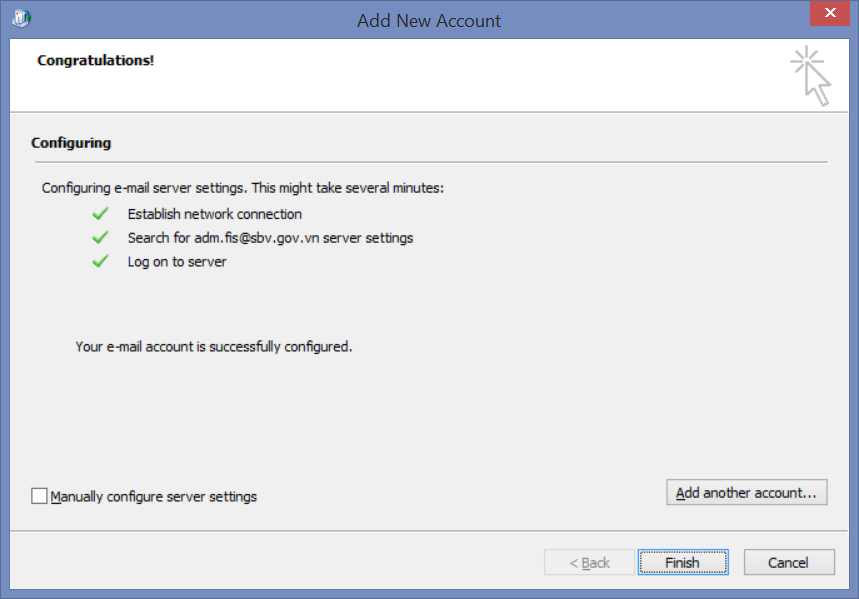 Add New Account
Congratulations!
Configuring
Configuring e-mail server settings. This might take several minutes:
Establish network connection
Search for adm.fis@sbv.gov.vn server settings
Log on to server
Your e-mail account is successfully configured.
Manually configure server settings
Add another account...
< Back
Finish
Cancel